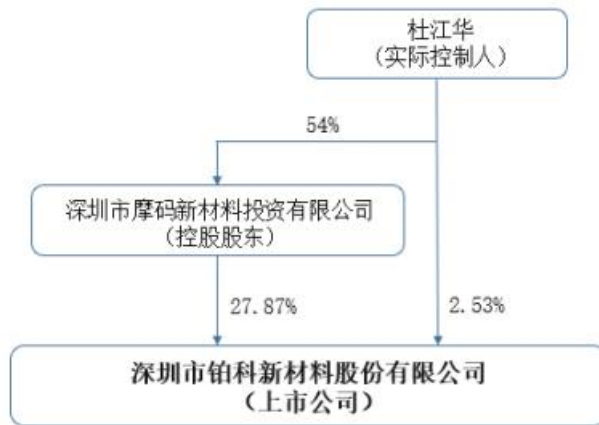 杜江华
（实际控制人）
54%
深圳市摩码新材料投资有限公司
（控股股东）
27.87%
2.53%
深圳市铂科新材料股份有限公司
（上市公司）